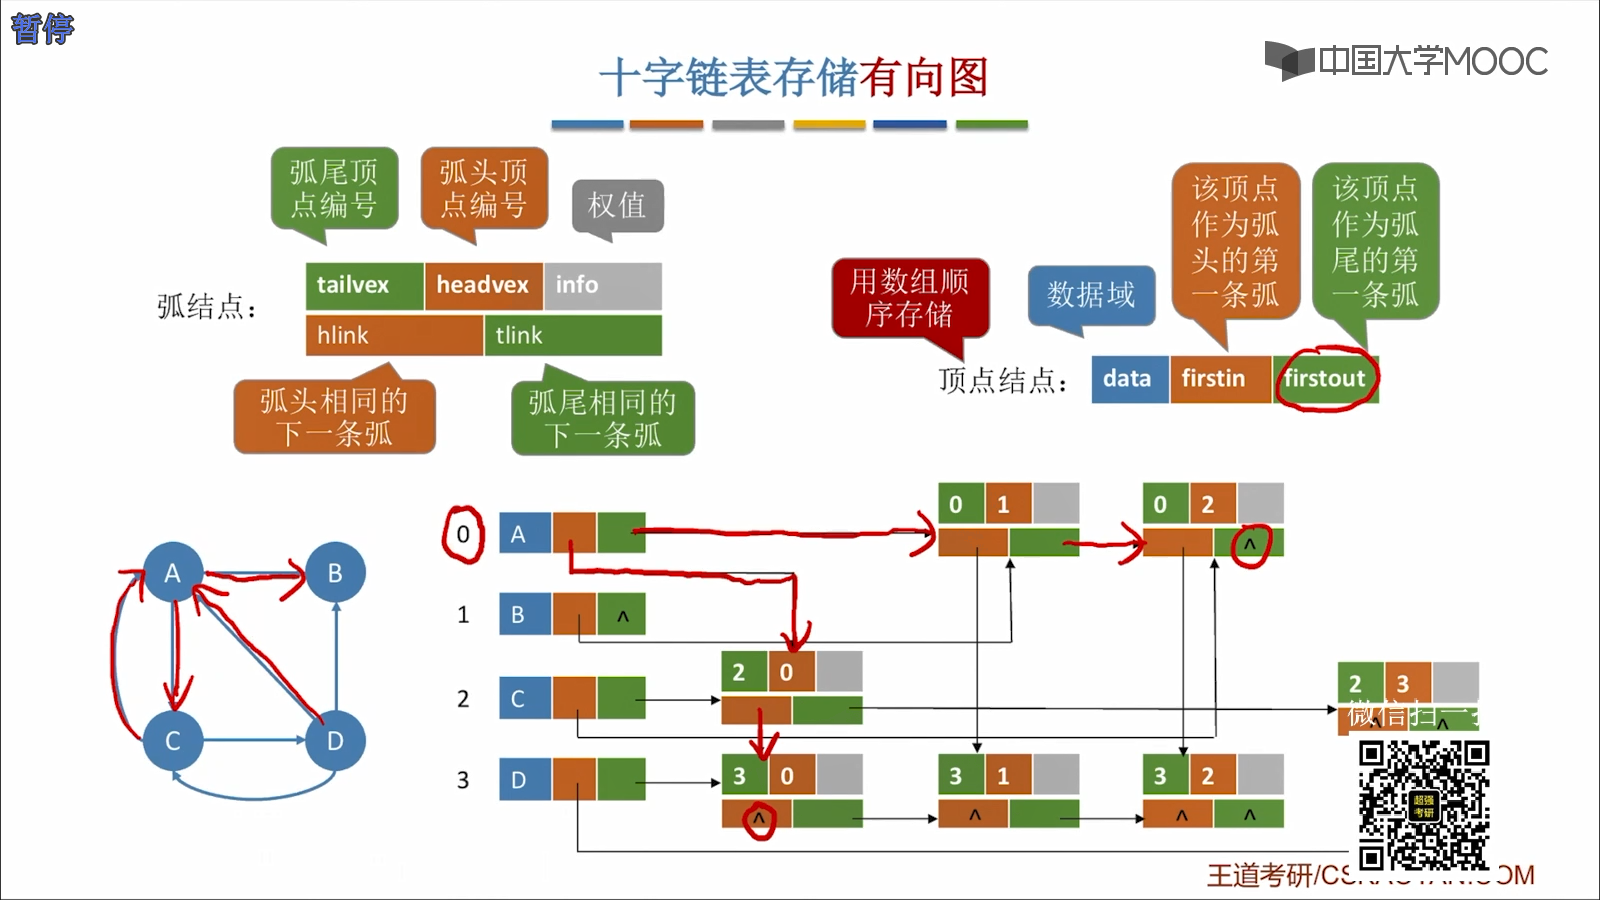 暂停
中国大学MOOC
十字链表存储有向图
弧尾顶
点编号
弧头顶
点编号
权值
弧结点：
tailvex headvex info
hlink tlink
弧头相同的
下一条弧
弧尾相同的
下一条弧
用数组顺
序存储
数据域
该顶点
作为弧
头的第
一条弧
该顶点
作为弧
尾的第
一条弧
顶点结点：
data firstin firstout
A B
C D
0 A
1 B ^
2 C
3 D
0 1
0 2
^
2 0
2 3
^ ^
3 0
^
3 1
^
3 2
^ ^
微信扫一
超强
考研
王道考研/CSKAOYAN.COM